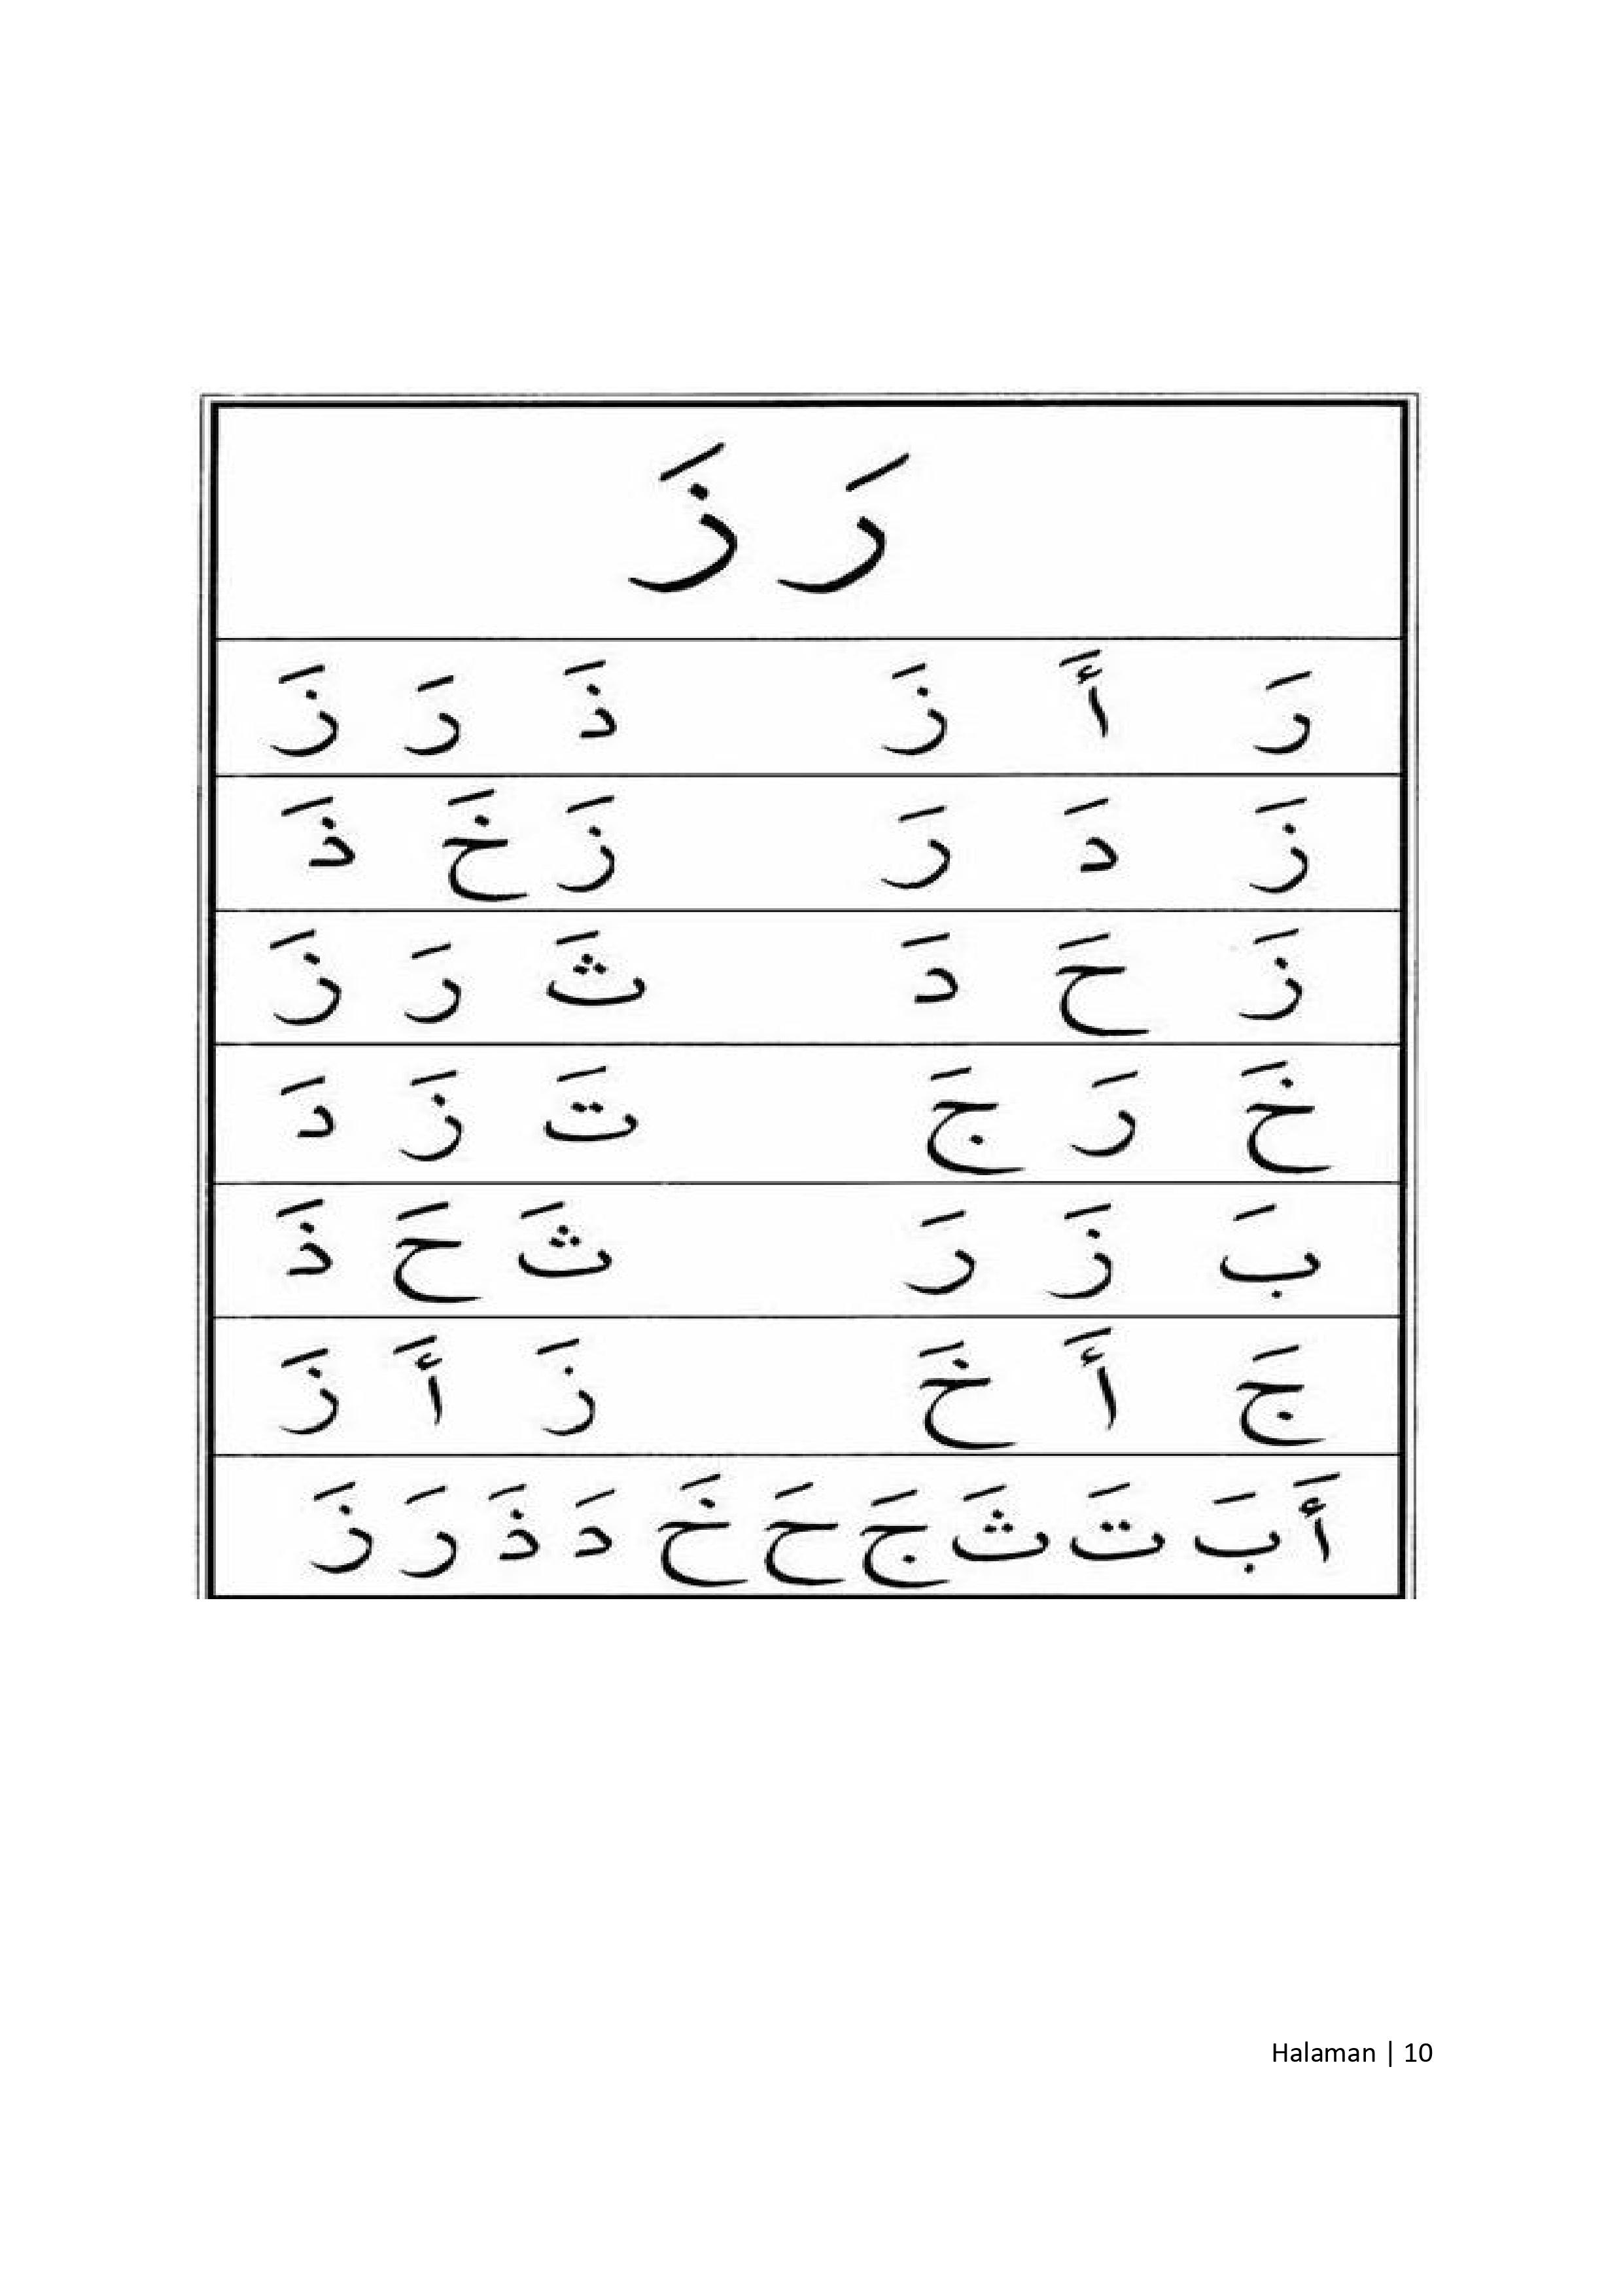 رَ زَ
رَ أَ زَ ذَ رَ زَ
زَ دَ رَ زَ خَ ذَ
زَ حَ دَ ثَ رَ زَ
خَ رَ جَ تَ زَ دَ
بَ زَ رَ ثَ حَ ذَ
جَ أَ خَ زَ أَ زَ
أَ بَ تَ ثَ جَ حَ خَ دَ ذَ رَ زَ
Halaman | 10